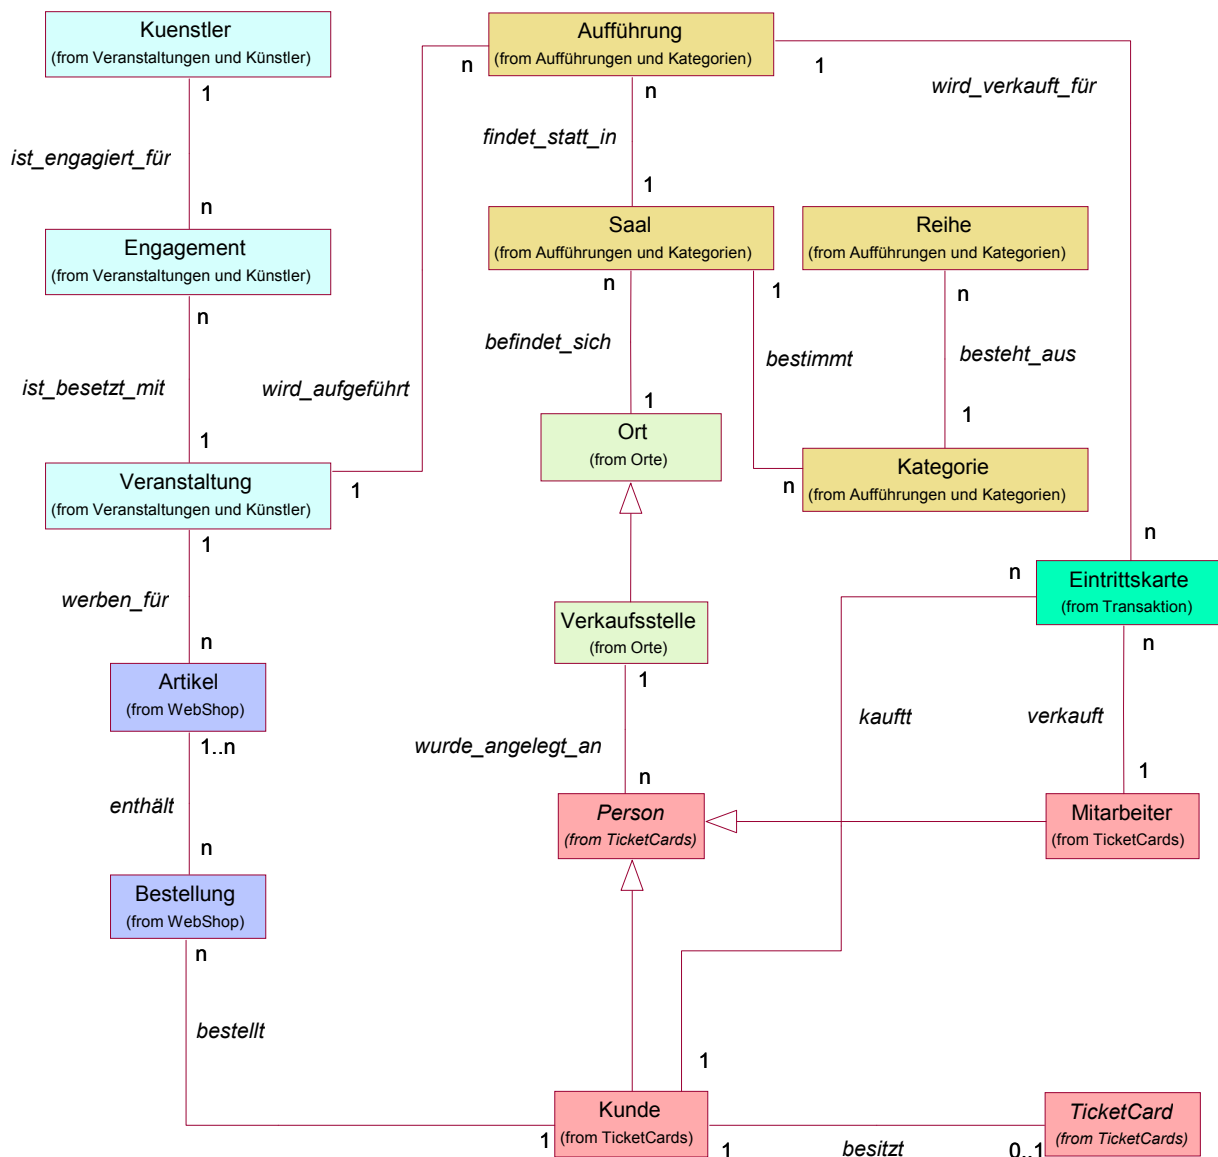 Kuenstler
(from Veranstaltungen und Künstler)
Aufführung
(from Aufführungen und Kategorien)
1
n
n
1
wird_verkauft_für
ist_engagiert_für
findet_statt_in
n
1
Engagement
(from Veranstaltungen und Künstler)
Saal
(from Aufführungen und Kategorien)
Reihe
(from Aufführungen und Kategorien)
n
n
1
n
ist_besetzt_mit
wird_aufgeführt
befindet_sich
bestimmt
besteht_aus
1
1
1
Veranstaltung
(from Veranstaltungen und Künstler)
1
Ort
(from Orte)
Kategorie
(from Aufführungen und Kategorien)
n
1
n
n
werben_für
Verkaufsstelle
(from Orte)
Eintrittskarte
(from Transaktion)
n
1
n
Artikel
(from WebShop)
kauftt
verkauft
1..n
wurde_angelegt_an
n
1
enthält
Person
(from TicketCards)
Mitarbeiter
(from TicketCards)
n
Bestellung
(from WebShop)
n
bestellt
1
Kunde
(from TicketCards)
TicketCard
(from TicketCards)
1
1
besitzt
0..1